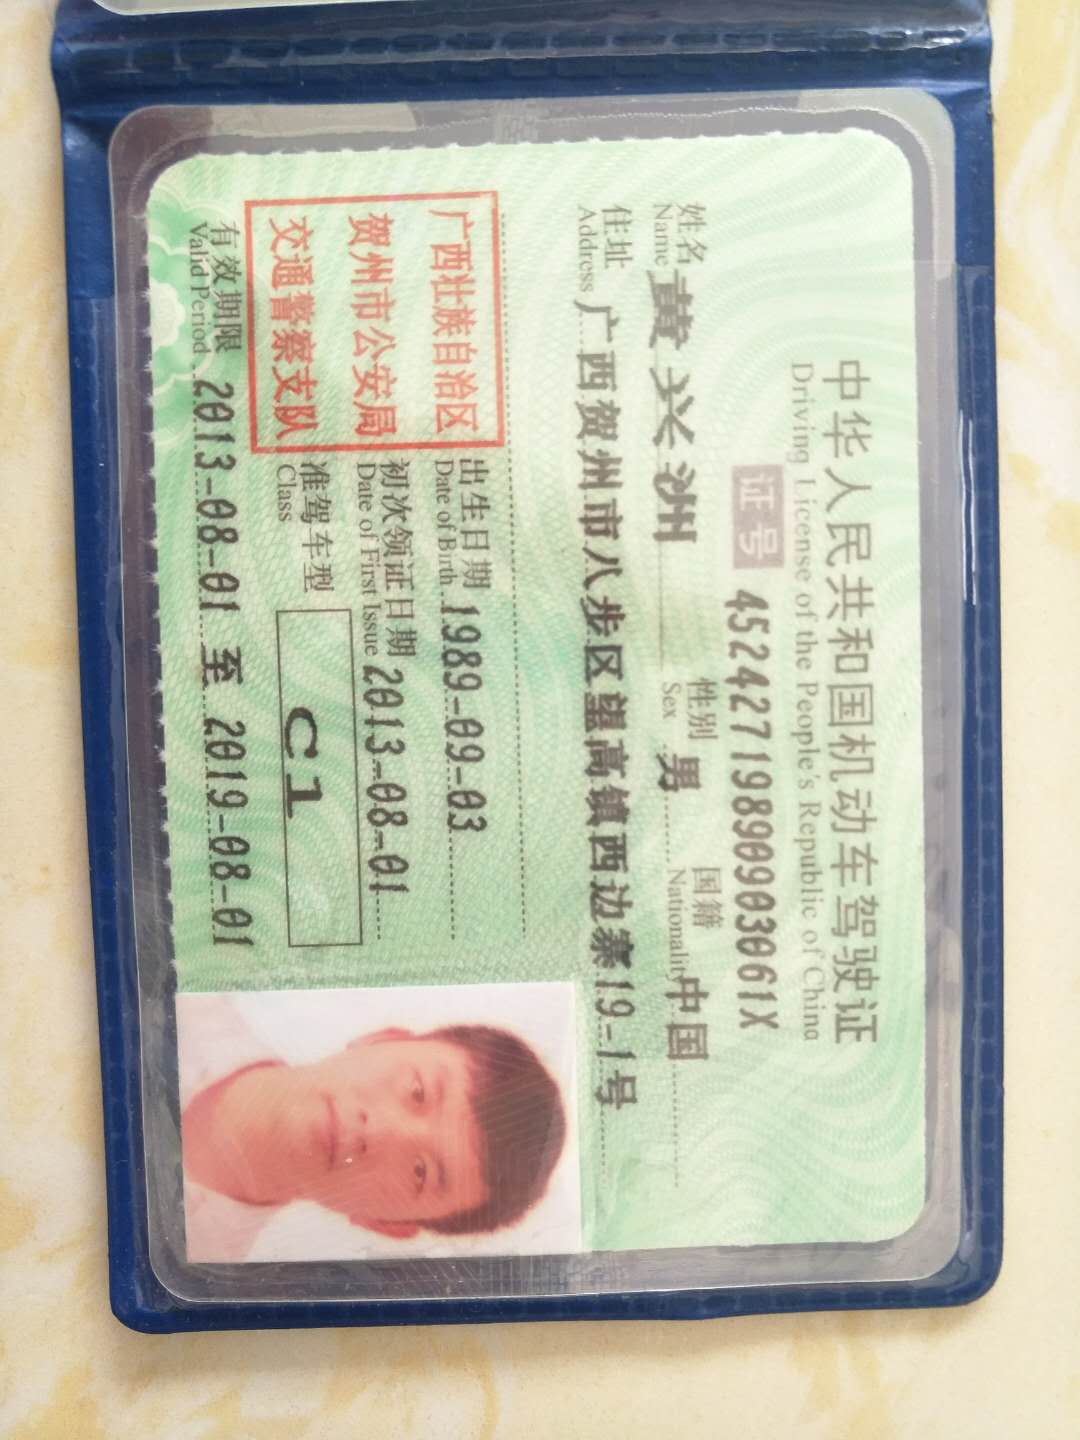 中华人民共和国机动车驾驶证
Driving License of the People's Republic of China
证号 45242719890903061X
姓名 黄兴洲 性别 男 国籍 中国
Name Sex Nationality
住址 广西贺州市八步区望高镇西边寨19-1号
Address
广西壮族自治区
贺州市公安局
交通警察支队
出生日期 1989-09-03
Date of Birth
初次领证日期 2013-08-01
Date of First Issue
准驾车型 C1
Class
有效期限 2013-08-01 至 2019-08-01
Valid Period